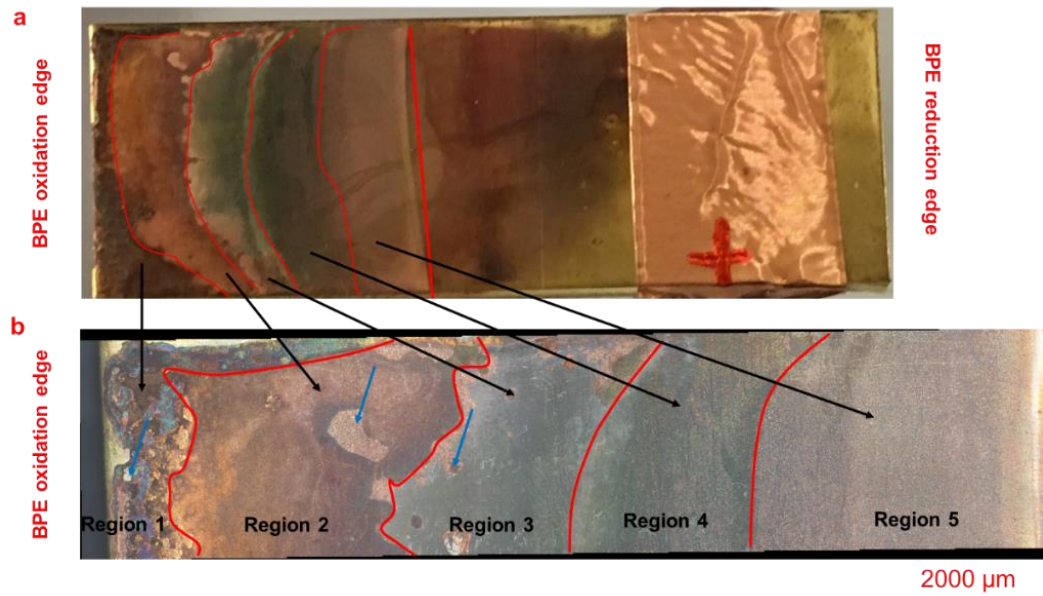 a
BPE oxidation edge
BPE reduction edge
b
BPE oxidation edge
Region 1
Region 2
Region 3
Region 4
Region 5
2000 µm